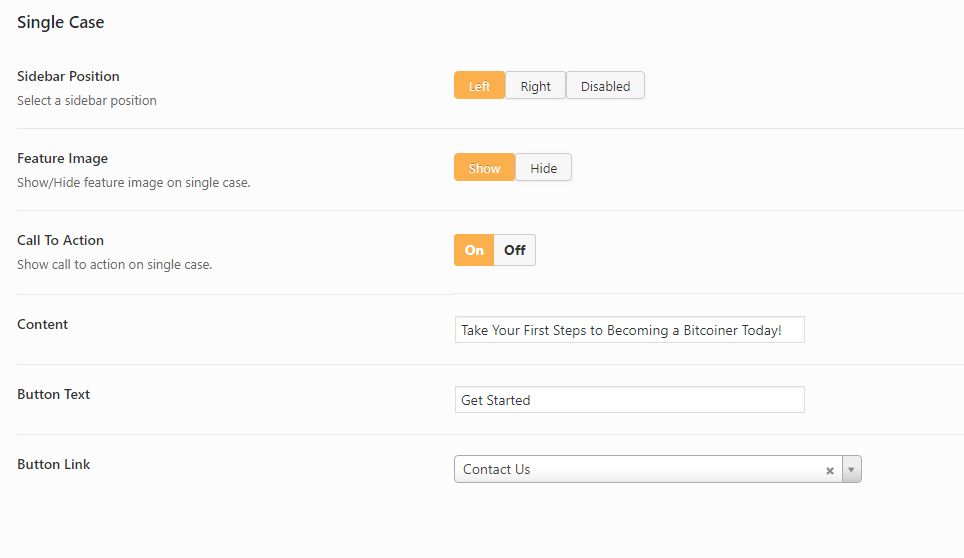 Single Case
Sidebar Position
Select a sidebar position
Left Right Disabled
Feature Image
Show/Hide feature image on single case.
Show Hide
Call To Action
Show call to action on single case.
On Off
Content
Take Your First Steps to Becoming a Bitcoiner Today!
Button Text
Get Started
Button Link
Contact Us